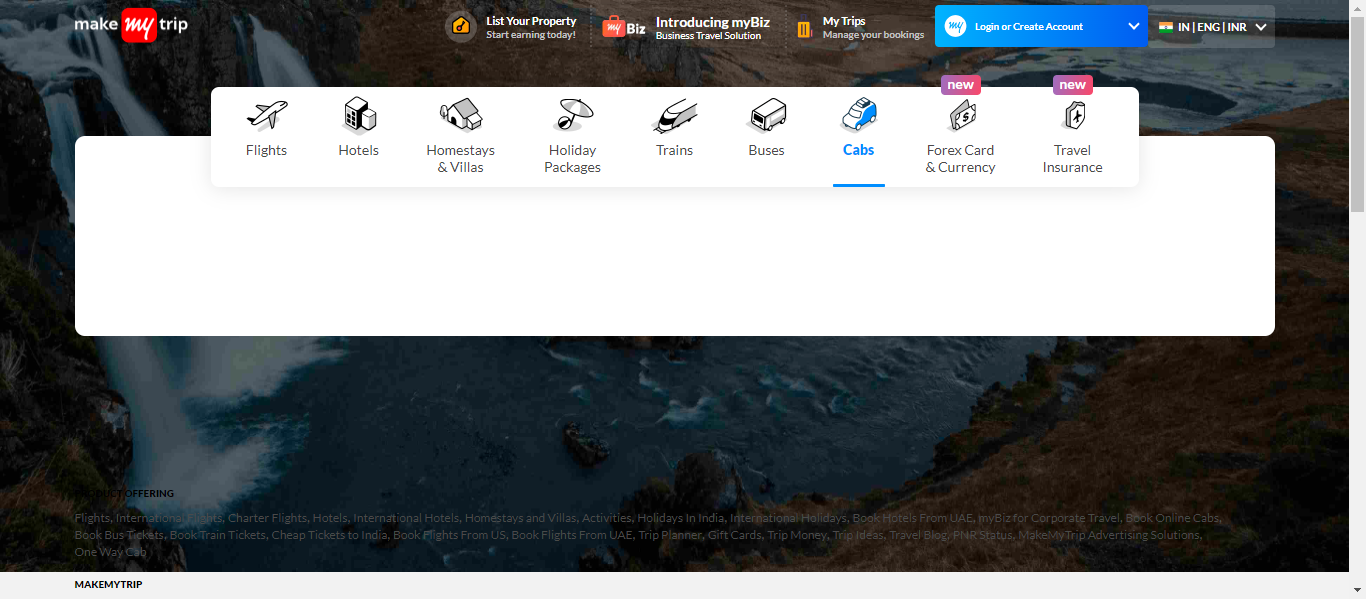 make my trip
List Your Property
Start earning today!
my Biz
Introducing myBiz
Business Travel Solution
My Trips
Manage your bookings
my
Login or Create Account
IN | ENG | INR
new
new
Flights
Hotels
Homestays
& Villas
Holiday
Packages
Trains
Buses
Cabs
Forex Card
& Currency
Travel
Insurance
PRODUCT OFFERING
Flights, International Flights, Charter Flights, Hotels, International Hotels, Homestays and Villas, Activities, Holidays In India, International Holidays, Book Hotels From UAE, myBiz for Corporate Travel, Book Online Cabs,
Book Bus Tickets, Book Train Tickets, Cheap Tickets to India, Book Flights From US, Book Flights From UAE, Trip Planner, Gift Cards, Trip Money, Trip Ideas, Travel Blog, PNR Status, MakeMyTrip Advertising Solutions,
One Way Cab
MAKEMYTRIP